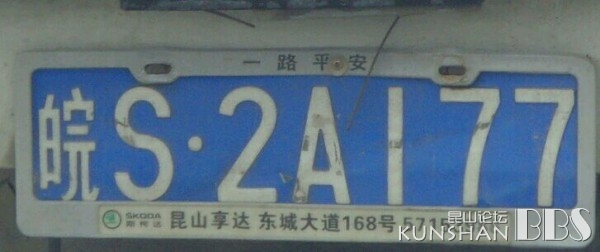 一路平安
皖S·2A177
SKODA
斯柯达
昆山享达 东城大道168号 5715
昆山论坛
KUNSHAN BBS